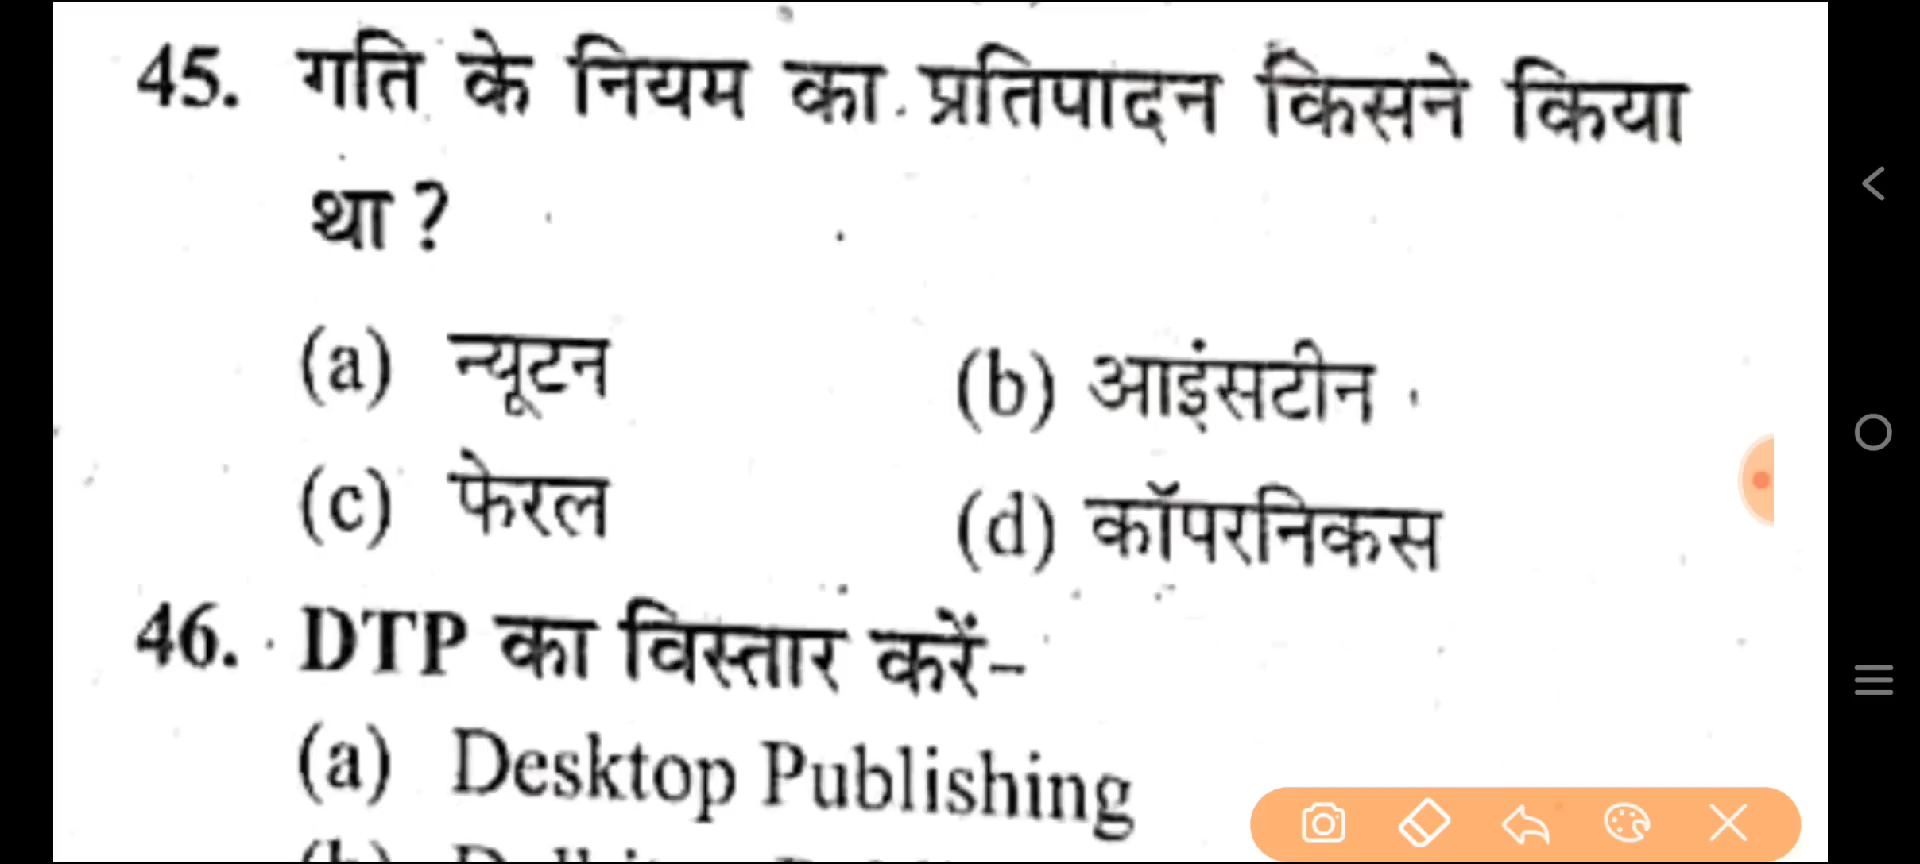 45. गति के नियम का प्रतिपादन किसने किया
था ?
(a) न्यूटन (b) आइंसटीन
(c) फेरल (d) कॉपरनिकस
46. DTP का विस्तार करें–
(a) Desktop Publishing